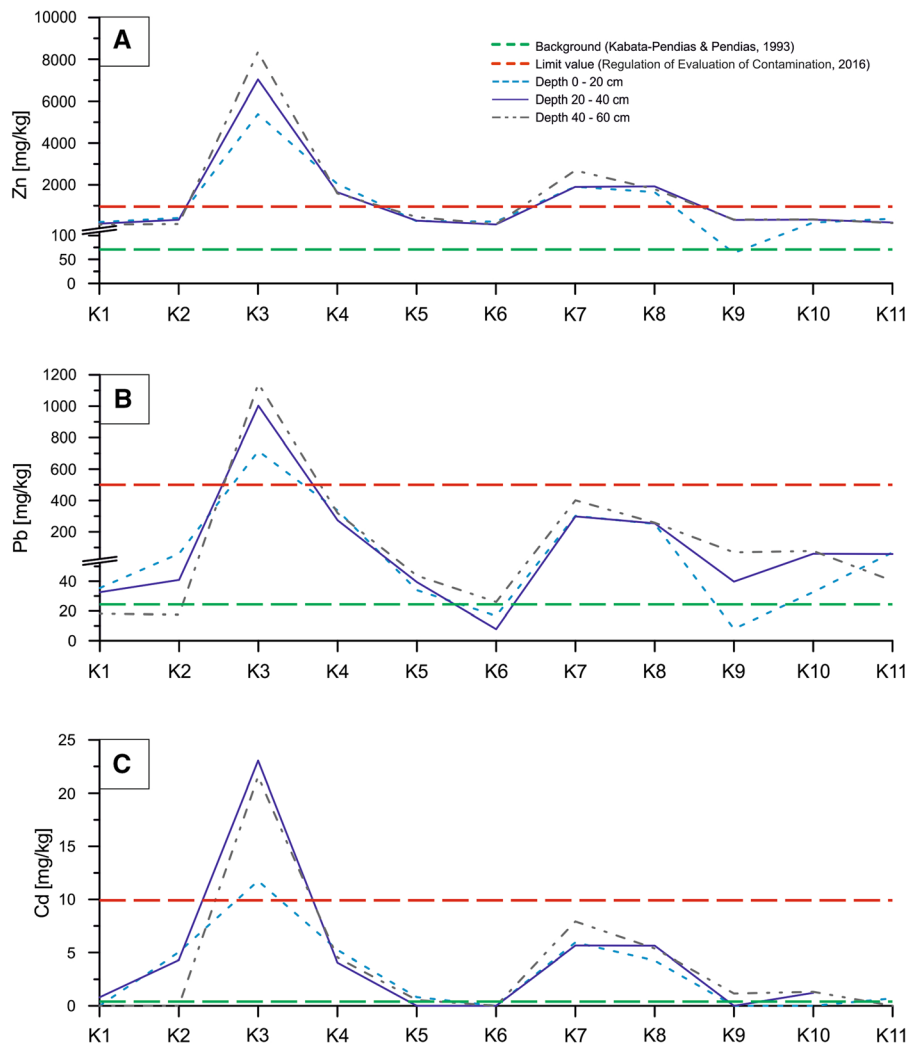 A
10000
8000
6000
4000
2000
100
50
0
Zn [mg/kg]
Background (Kabata-Pendias & Pendias, 1993)
Limit value (Regulation of Evaluation of Contamination, 2016)
Depth 0 - 20 cm
Depth 20 - 40 cm
Depth 40 - 60 cm
K1 K2 K3 K4 K5 K6 K7 K8 K9 K10 K11
B
1200
1000
800
600
400
200
40
20
0
Pb [mg/kg]
K1 K2 K3 K4 K5 K6 K7 K8 K9 K10 K11
C
25
20
15
10
5
0
Cd [mg/kg]
K1 K2 K3 K4 K5 K6 K7 K8 K9 K10 K11